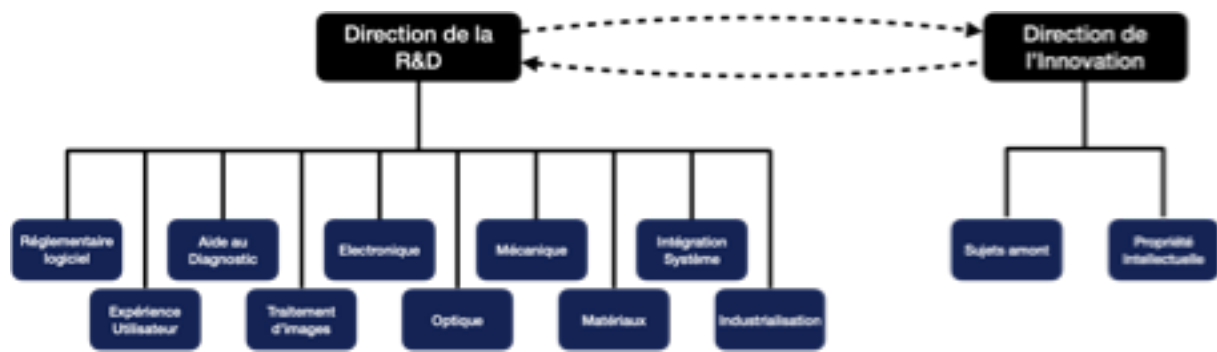 Direction de la
R&D
Direction de
l'Innovation
Réglementaire
logiciel
Aide au
Diagnostic
Electronique
Mécanique
Intégration
Système
Sujets amont
Propriété
Intellectuelle
Expérience
Utilisateur
Traitement
d'images
Optique
Matériaux
Industrialisation